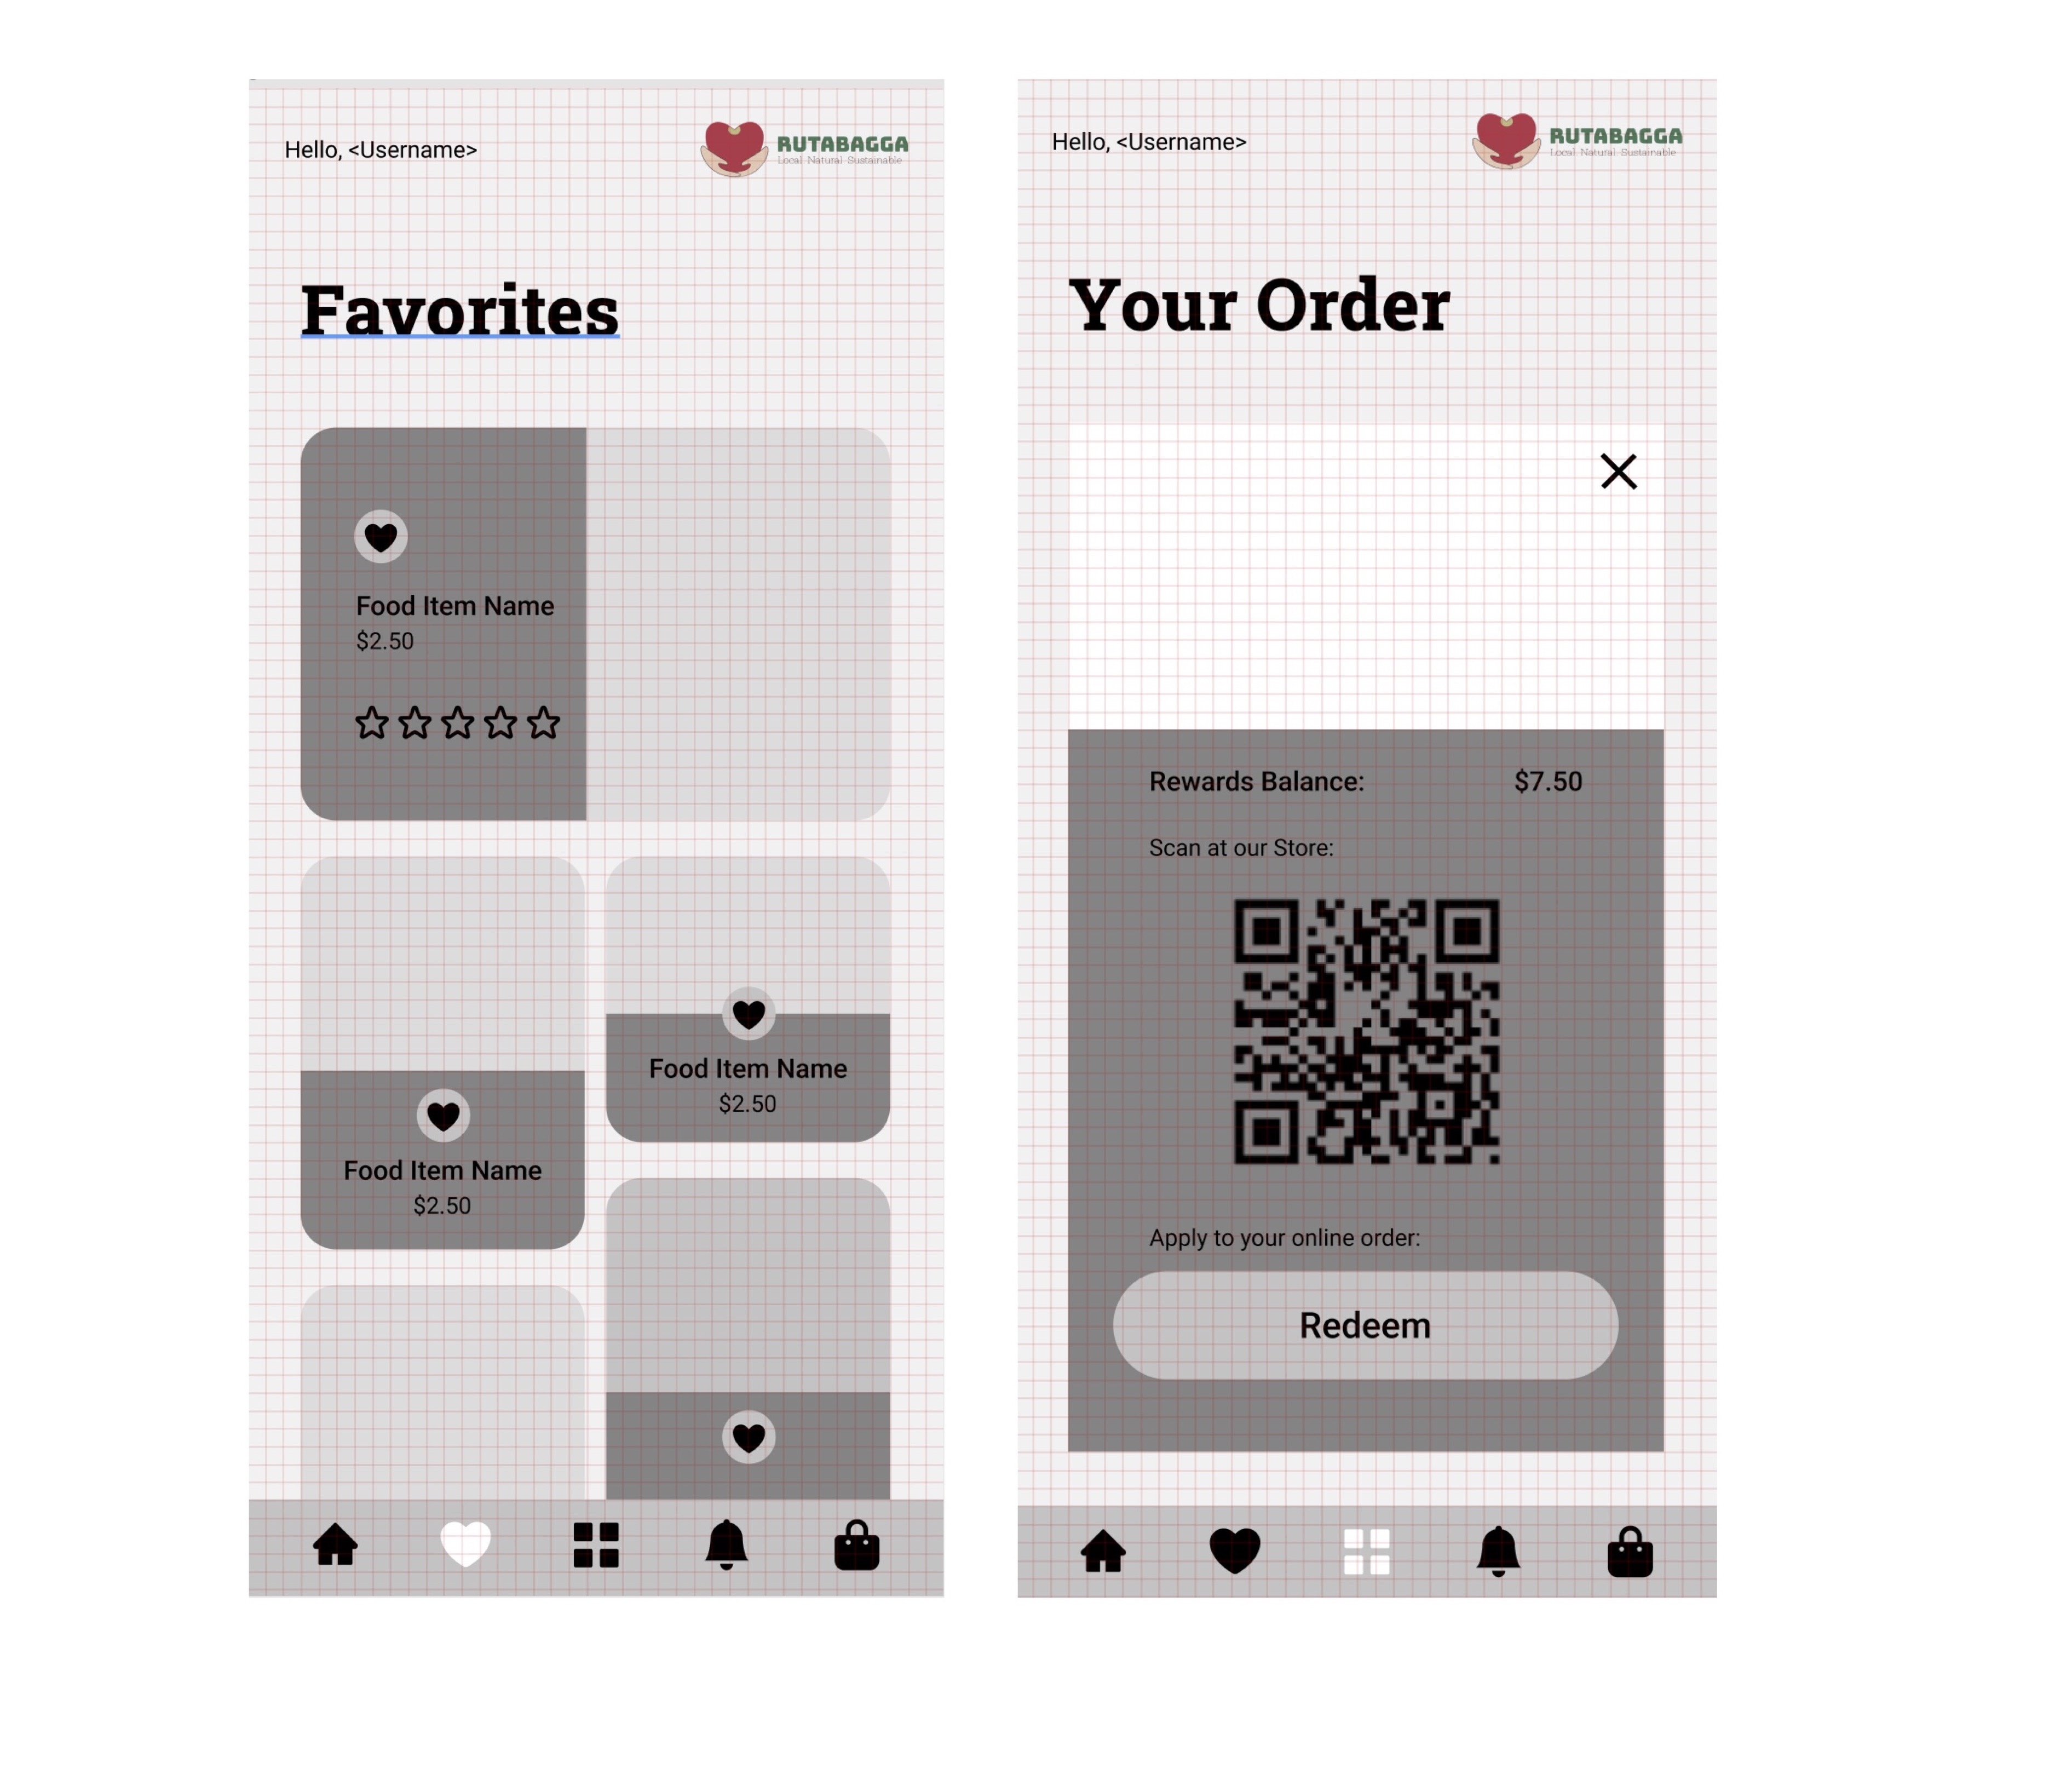 Hello, <Username>
RUTABAGGA
Local Natural Sustainable
Favorites
Food Item Name
$2.50
Food Item Name
$2.50
Food Item Name
$2.50
Hello, <Username>
RUTABAGGA
Local Natural Sustainable
Your Order
Rewards Balance: $7.50
Scan at our Store:
Apply to your online order:
Redeem